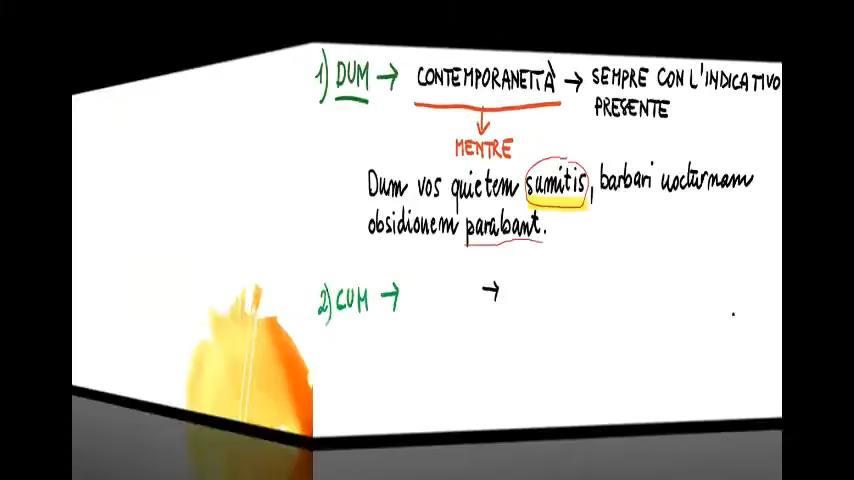 1) DUM → CONTEMPORANEITÀ → SEMPRE CON L'INDICATIVO
PRESENTE
MENTRE
Dum vos quietem sumitis, barbari nocturnam
obsidionem parabant.
2) CUM → →